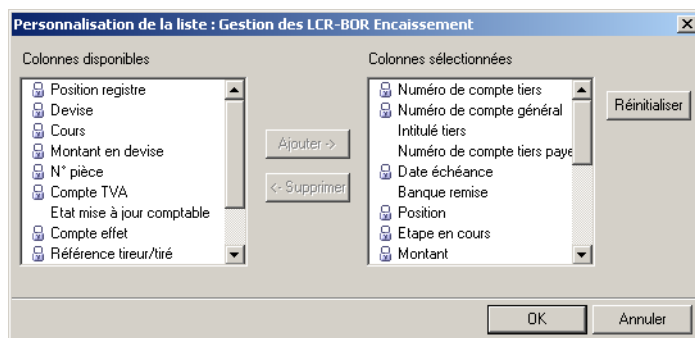 Personnalisation de la liste : Gestion des LCR-BOR Encaissement
Colonnes disponibles
Position registre
Devise
Cours
Montant en devise
N° pièce
Compte TVA
Etat mise à jour comptable
Compte effet
Référence tireur/tiré
Ajouter ->
<- Supprimer
Colonnes sélectionnées
Numéro de compte tiers
Numéro de compte général
Intitulé tiers
Numéro de compte tiers paye
Date échéance
Banque remise
Position
Etape en cours
Montant
Réinitialiser
OK
Annuler